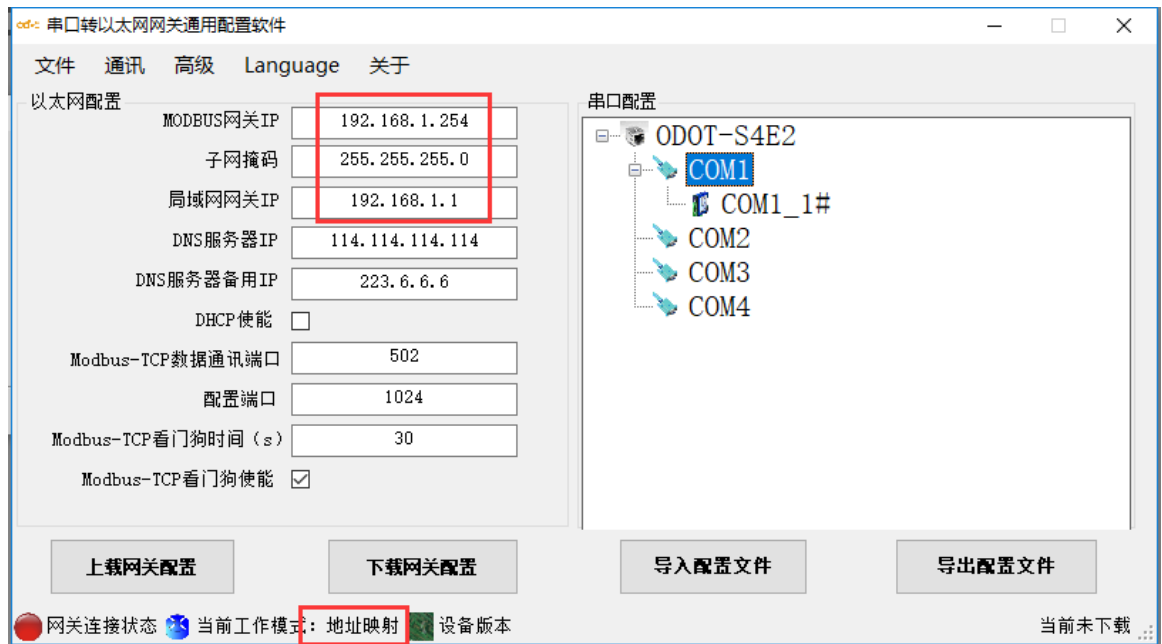 串口转以太网网关通用配置软件
文件 通讯 高级 Language 关于
以太网配置
MODBUS网关IP 192.168.1.254
子网掩码 255.255.255.0
局域网网关IP 192.168.1.1
DNS服务器IP 114.114.114.114
DNS服务器备用IP 223.6.6.6
DHCP使能
Modbus-TCP数据通讯端口 502
配置端口 1024
Modbus-TCP看门狗时间（s） 30
Modbus-TCP看门狗使能
串口配置
ODOT-S4E2
COM1
COM1_1#
COM2
COM3
COM4
上载网关配置 下载网关配置 导入配置文件 导出配置文件
网关连接状态 当前工作模式：地址映射 设备版本 当前未下载